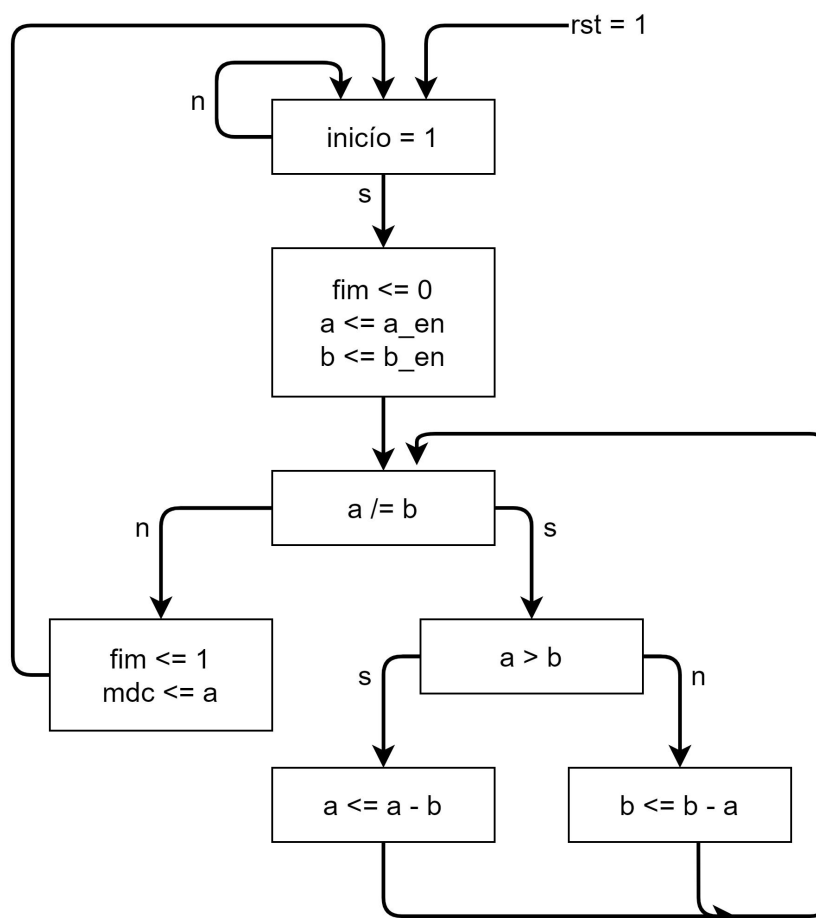 rst = 1
n
inicío = 1
s
fim <= 0
a <= a_en
b <= b_en
a /= b
n
s
fim <= 1
mdc <= a
a > b
s
n
a <= a - b
b <= b - a